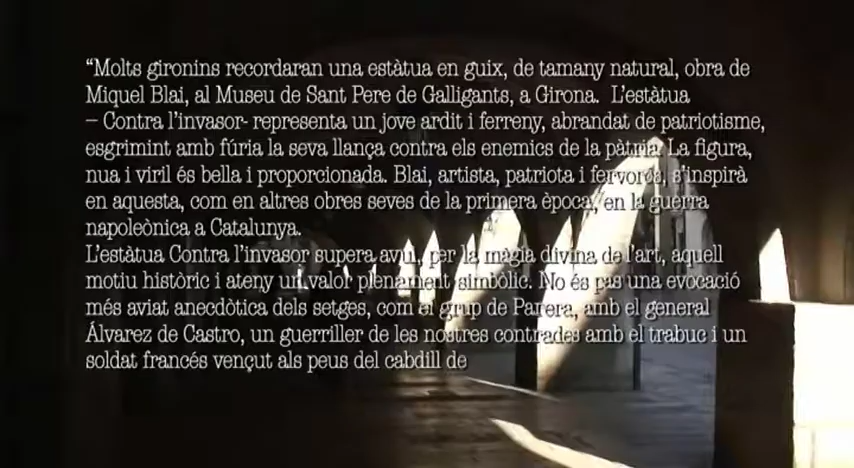 “Molts gironins recordaran una estàtua en guix, de tamany natural, obra de
Miquel Blai, al Museu de Sant Pere de Galligants, a Girona. L’estàtua
– Contra l’invasor- representa un jove ardit i ferreny, abrandat de patriotisme,
esgrimint amb fúria la seva llança contra els enemics de la pàtria. La figura,
nua i viril és bella i proporcionada. Blai, artista, patriota i fervorós, s’inspirà
en aquesta, com en altres obres seves de la primera època, en la guerra
napoleònica a Catalunya.
L’estàtua Contra l’invasor supera avui, per la màgia divina de l’art, aquell
motiu històric i ateny un valor plenament simbòlic. No és pas una evocació
més aviat anecdòtica dels setges, com el grup de Parera, amb el general
Álvarez de Castro, un guerriller de les nostres contrades amb el trabuc i un
soldat francés vençut als peus del cabdill de